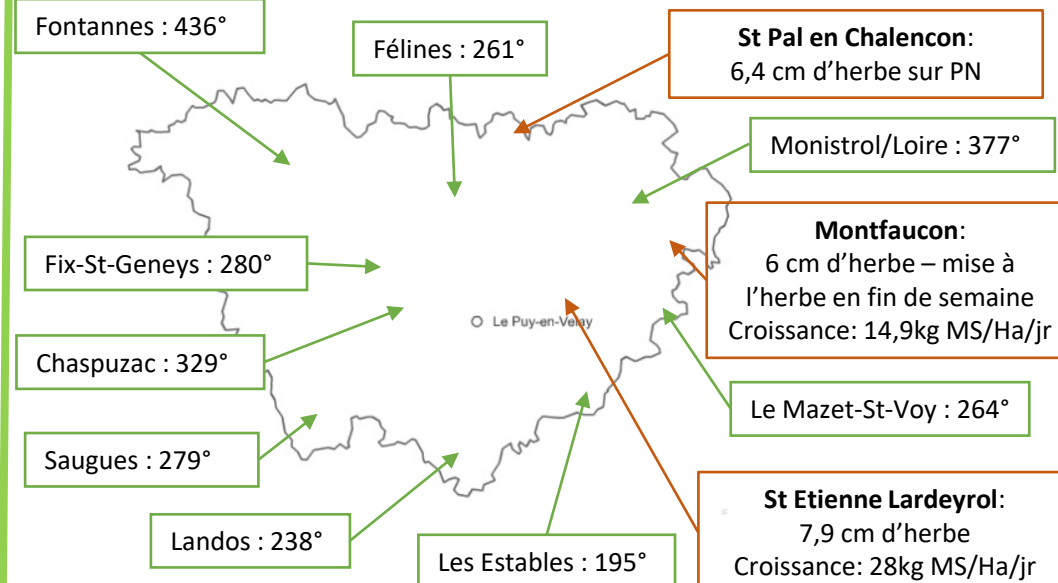 Fontannes : 436°
Félines : 261°
St Pal en Chalencon:
6,4 cm d’herbe sur PN
Monistrol/Loire : 377°
Montfaucon:
6 cm d’herbe – mise à
l’herbe en fin de semaine
Croissance: 14,9kg MS/Ha/jr
Fix-St-Geneys : 280°
Le Puy-en-Velay
Chaspuzac : 329°
Le Mazet-St-Voy : 264°
Saugues : 279°
St Etienne Lardeyrol:
7,9 cm d’herbe
Croissance: 28kg MS/Ha/jr
Landos : 238°
Les Estables : 195°